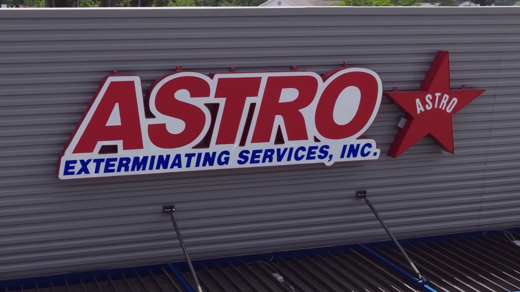 ASTRO
EXTERMINATING SERVICES, INC.
ASTRO